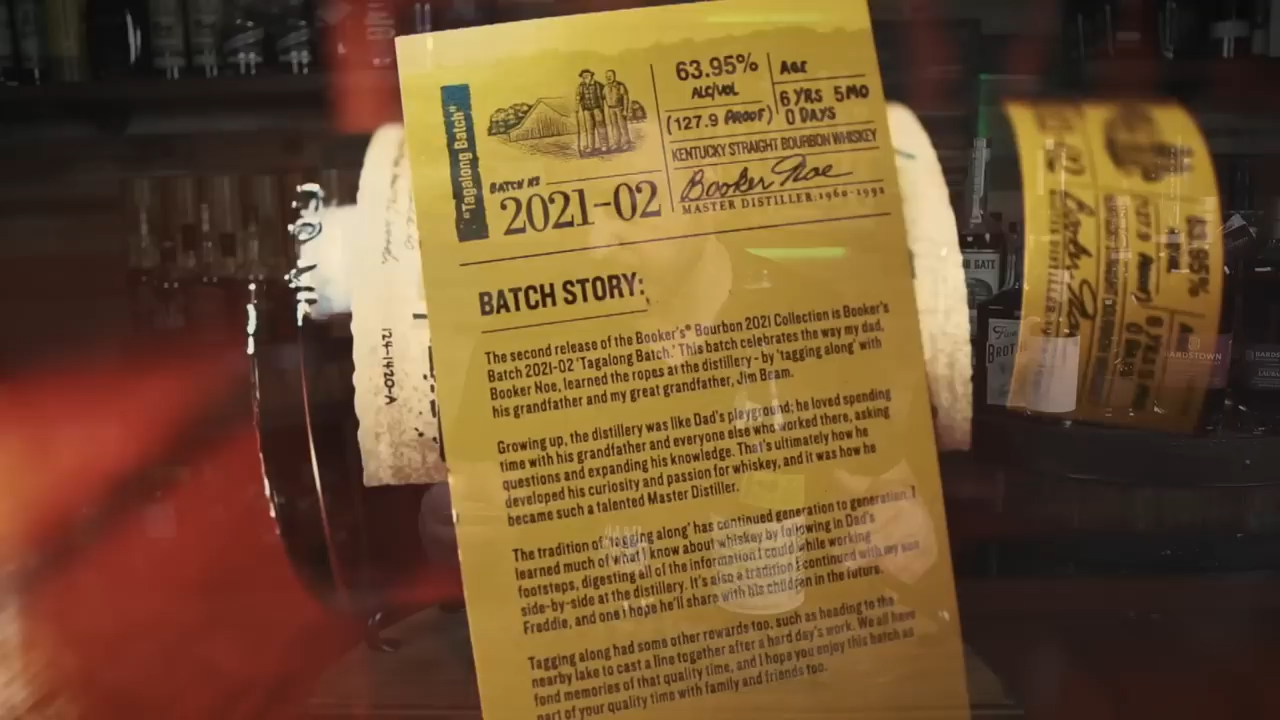 "Tagalong Batch"
BATCH Nº
2021-02
63.95%
ALC/VOL
(127.9 PROOF)
AGE
6 YRS 5 MO
0 DAYS
KENTUCKY STRAIGHT BOURBON WHISKEY
Booker Noe
MASTER DISTILLER: 1960-1992
BATCH STORY:
The second release of the Booker's® Bourbon 2021 Collection is Booker's
Batch 2021-02 'Tagalong Batch.' This batch celebrates the way my dad,
Booker Noe, learned the ropes at the distillery - by 'tagging along' with
his grandfather and my great grandfather, Jim Beam.
Growing up, the distillery was like Dad's playground; he loved spending
time with his grandfather and everyone else who worked there, asking
questions and expanding his knowledge. That's ultimately how he
developed his curiosity and passion for whiskey, and it was how he
became such a talented Master Distiller.
The tradition of 'tagging along' has continued generation to generation. I
learned much of what I know about whiskey by following in Dad's
footsteps, digesting all of the information I could while working
side-by-side at the distillery. It's also a tradition I continued with my son
Freddie, and one I hope he'll share with his children in the future.
Tagging along had some other rewards too, such as heading to the
nearby lake to cast a line together after a hard day's work. We all have
fond memories of that quality time, and I hope you enjoy this batch as
part of your quality time with family and friends too.
124-1420-A
GATE
BROT
BARDSTOWN
63.95%